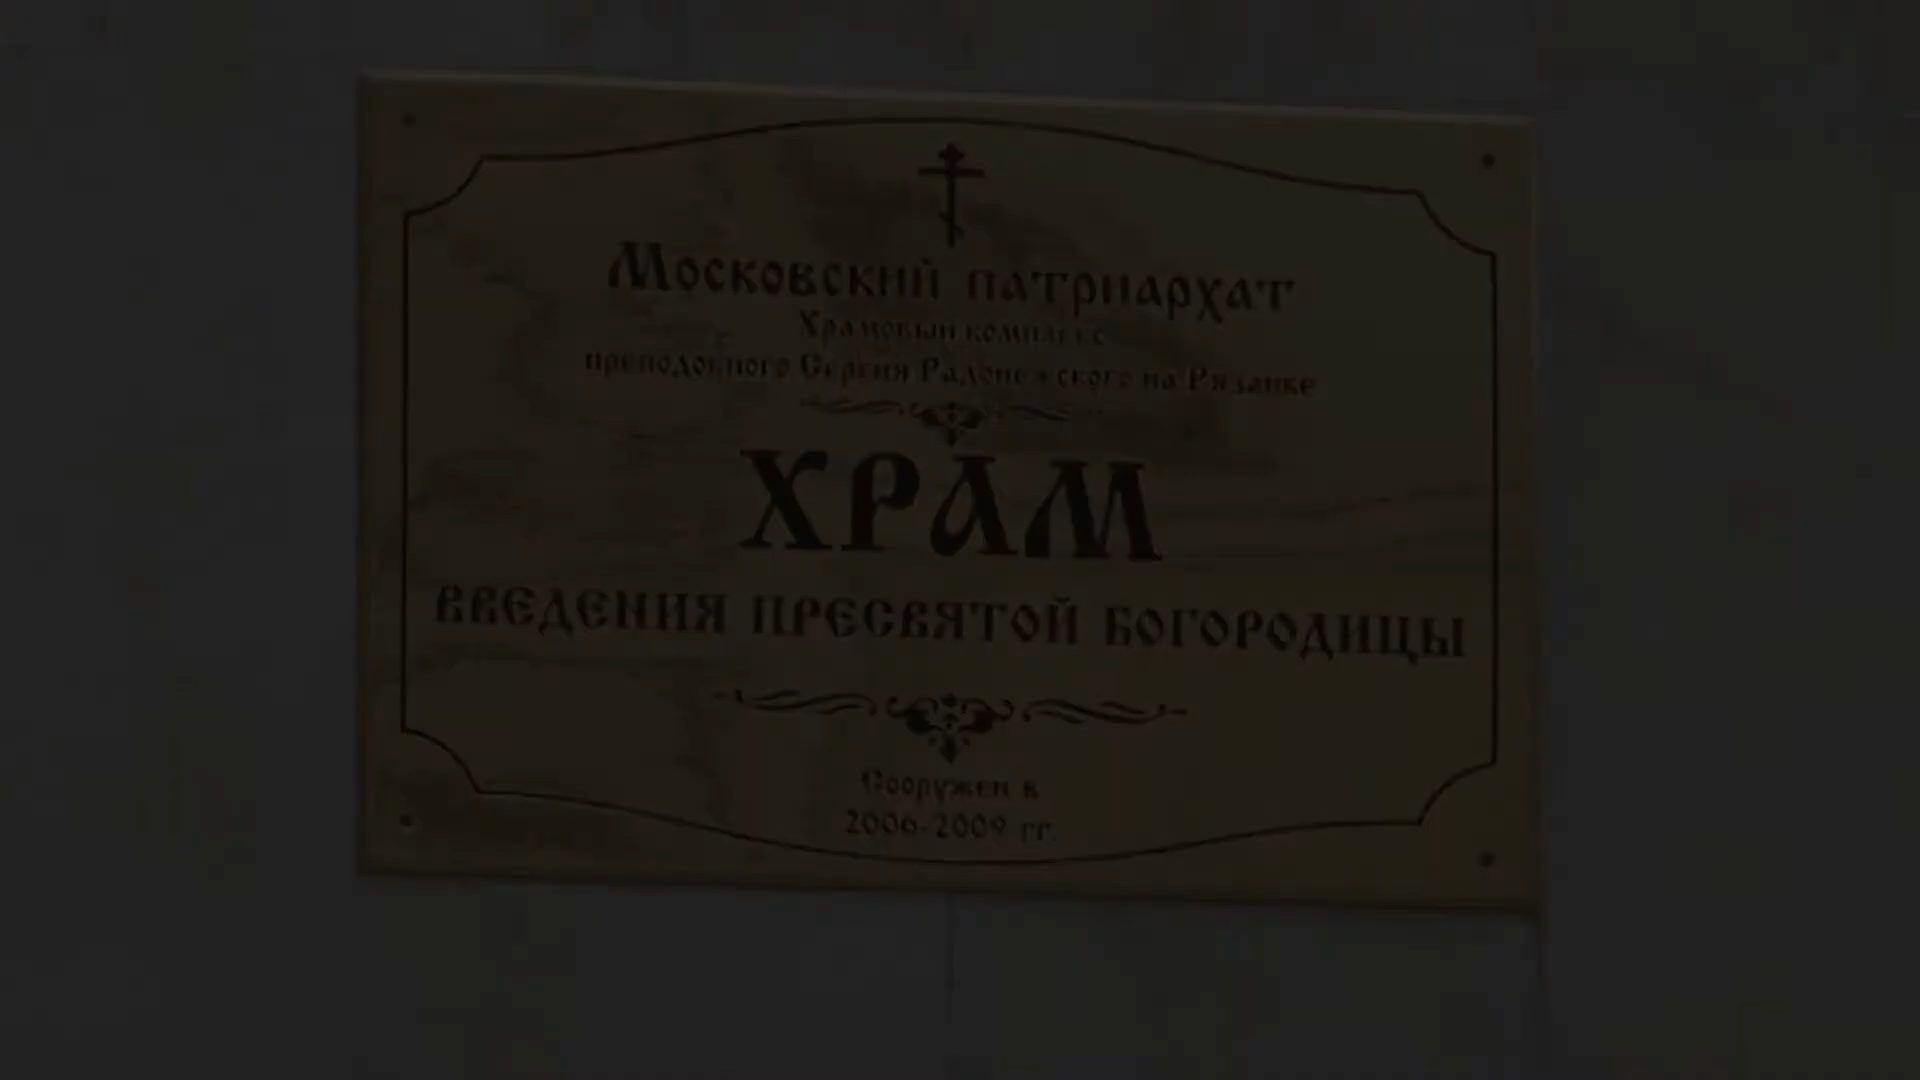 Московский патриархат
Храмовый комплекс
преподобного Сергия Радонежского на Рязанке
ХРАМ
ВВЕДЕНИЯ ПРЕСВЯТОЙ БОГОРОДИЦЫ
Сооружен в
2006-2009 гг.